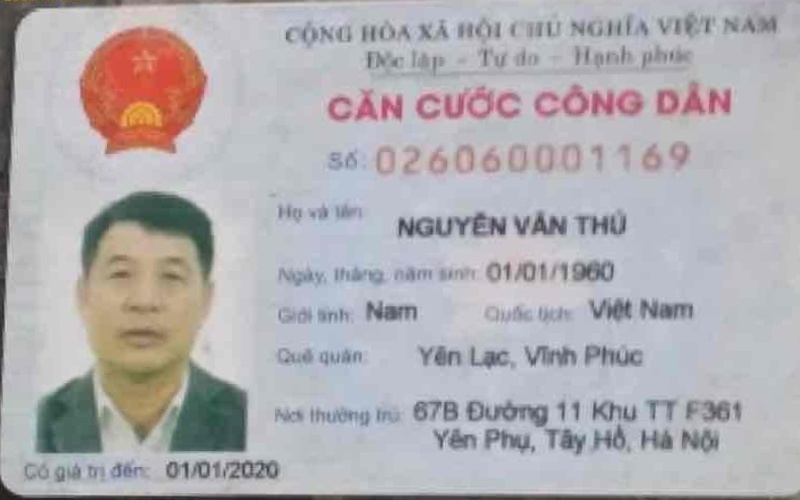 CỘNG HÒA XÃ HỘI CHỦ NGHĨA VIỆT NAM
Độc lập - Tự do - Hạnh phúc
CĂN CƯỚC CÔNG DÂN
Số: 026060001169
Họ và tên: NGUYỄN VĂN THỦ
Ngày, tháng, năm sinh: 01/01/1960
Giới tính: Nam Quốc tịch: Việt Nam
Quê quán: Yên Lạc, Vĩnh Phúc
Nơi thường trú: 67B Đường 11 Khu TT F361
Yên Phụ, Tây Hồ, Hà Nội
Có giá trị đến: 01/01/2020